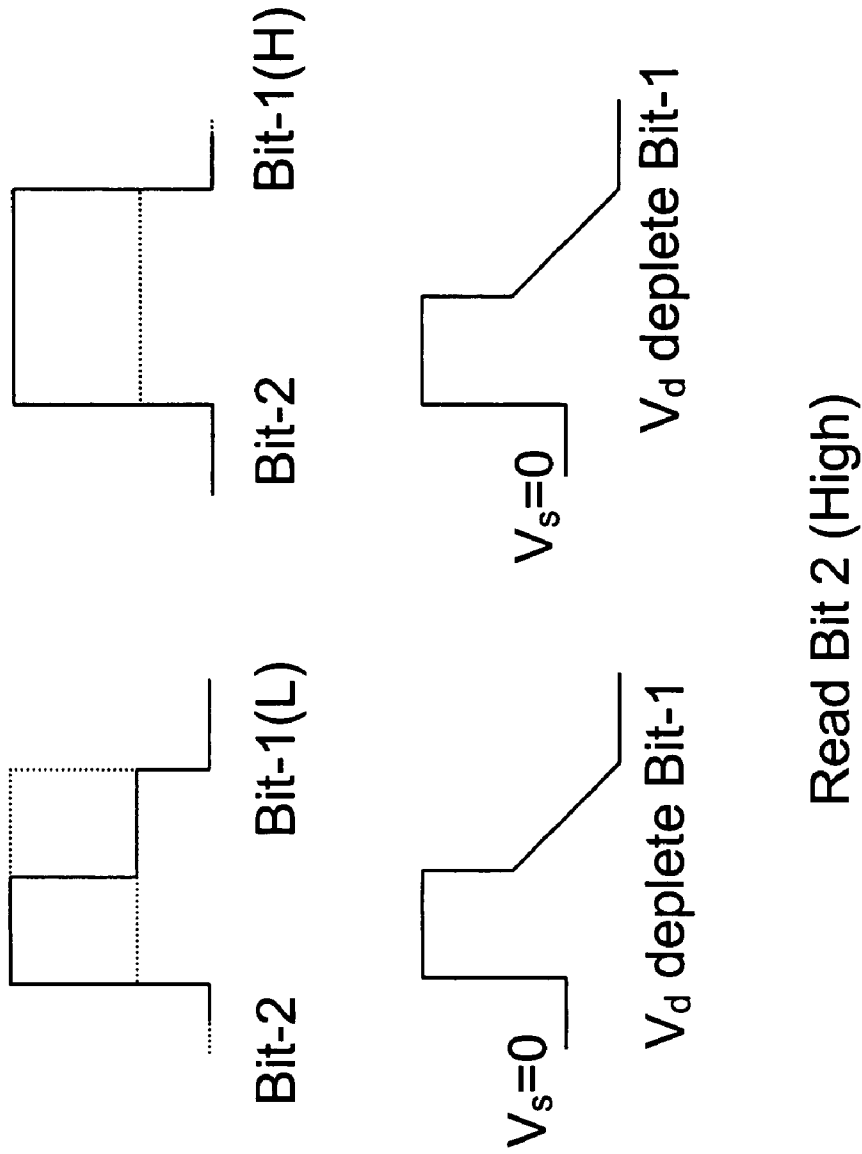 Bit-2
Bit-1(L)
Bit-2
Bit-1(H)
Vs=0
Vd deplete Bit-1
Vs=0
Vd deplete Bit-1
Read Bit 2 (High)